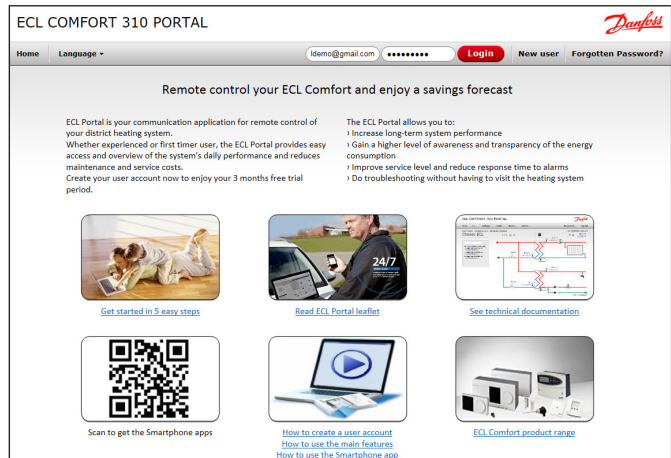 ECL COMFORT 310 PORTAL
Danfoss
Home Language ldemo@gmail.com ●●●●●●●●● Login New user Forgotten Password?
Remote control your ECL Comfort and enjoy a savings forecast
ECL Portal is your communication application for remote control of
your district heating system.
Whether experienced or first timer user, the ECL Portal provides easy
access and overview of the system's daily performance and reduces
maintenance and service costs.
Create your user account now to enjoy your 3 months free trial
period.
The ECL Portal allows you to:
› Increase long-term system performance
› Gain a higher level of awareness and transparency of the energy
consumption
› Improve service level and reduce response time to alarms
› Do troubleshooting without having to visit the heating system
24/7
ECL COMFORT 310 PORTAL
Get started in 5 easy steps
Read ECL Portal leaflet
See technical documentation
Scan to get the Smartphone apps
How to create a user account
How to use the main features
How to use the Smartphone app
ECL Comfort product range